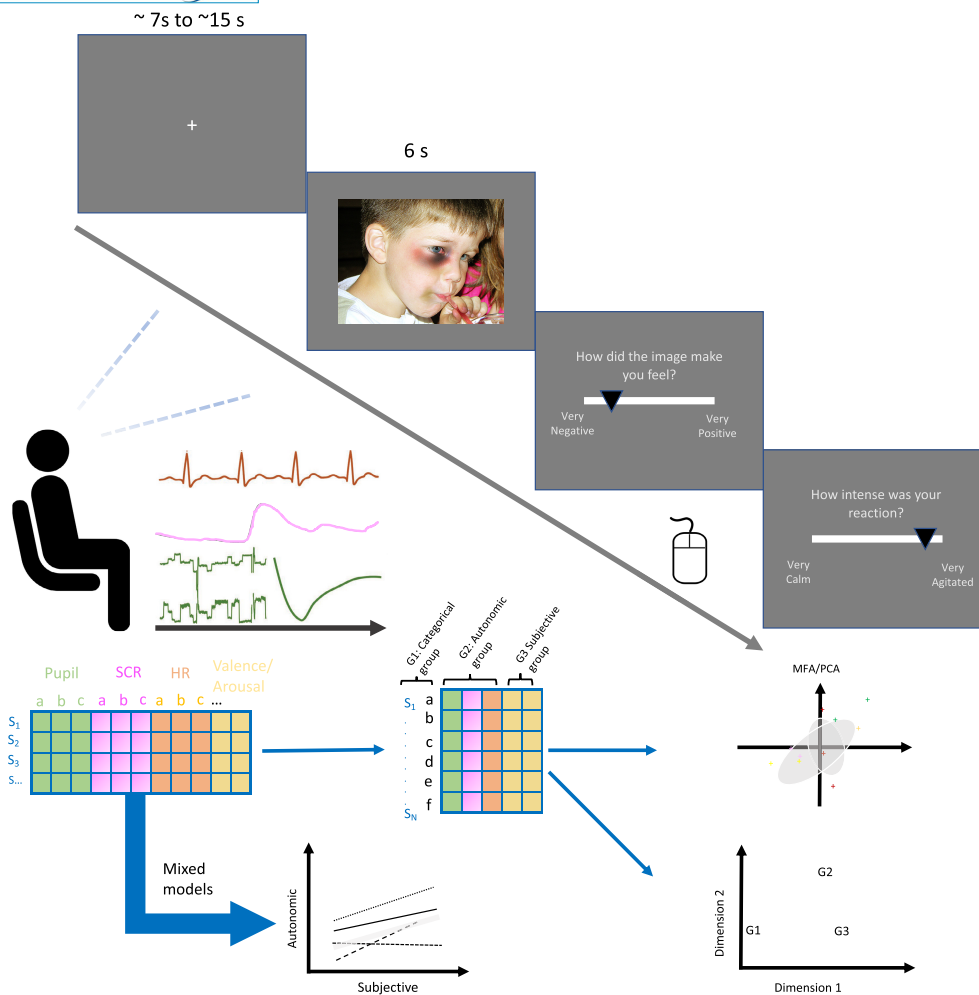 ~ 7s to ~15 s
+
6 s
How did the image make
you feel?
Very
Negative
Very
Positive
How intense was your
reaction?
Very
Calm
Very
Agitated
G1: Categorical
group
G2: Autonomic
group
G3 Subjective
group
Pupil
SCR
HR
Valence/
Arousal
a b c a b c a b c ...
S1
S2
S3
S...
S1
a
b
c
d
e
f
SN
MFA/PCA
Mixed
models
Autonomic
Subjective
Dimension 2
G2
G1
G3
Dimension 1